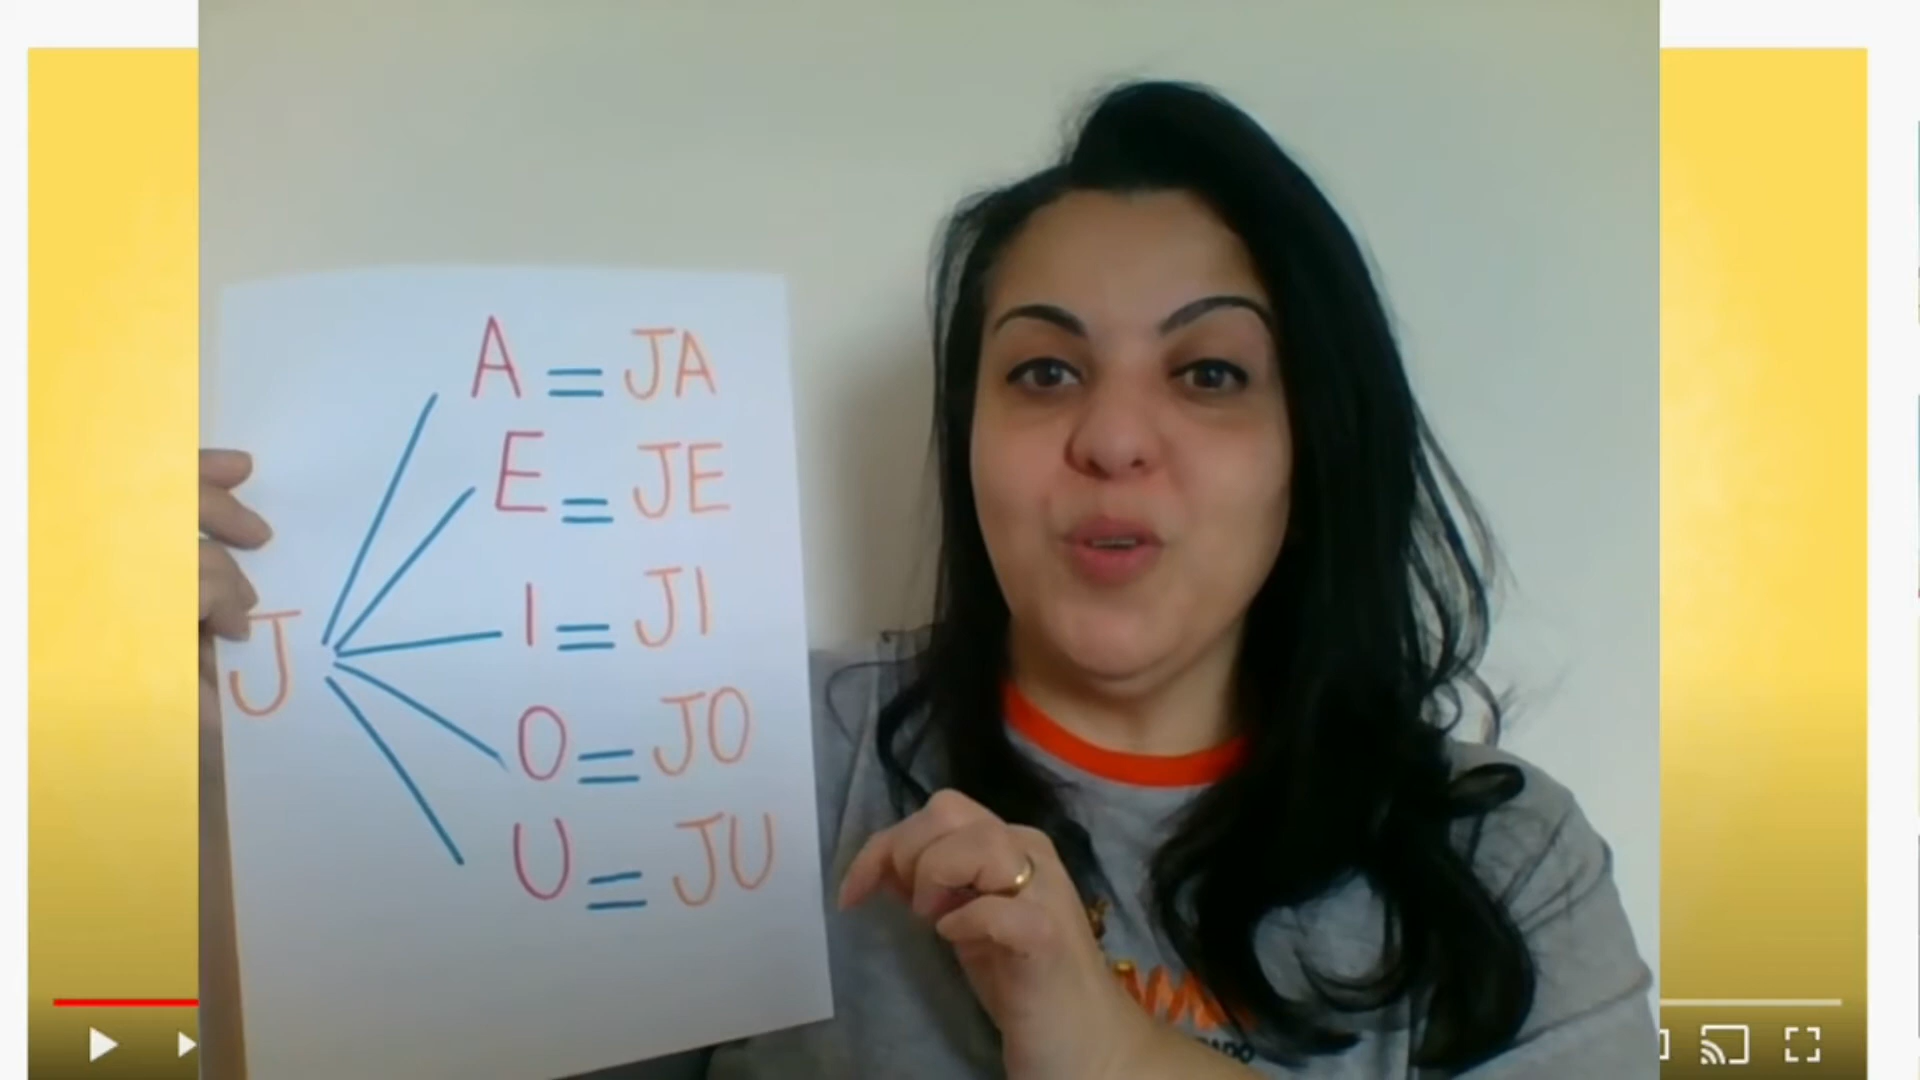 A = JA
E = JE
J I = JI
O = JO
U = JU